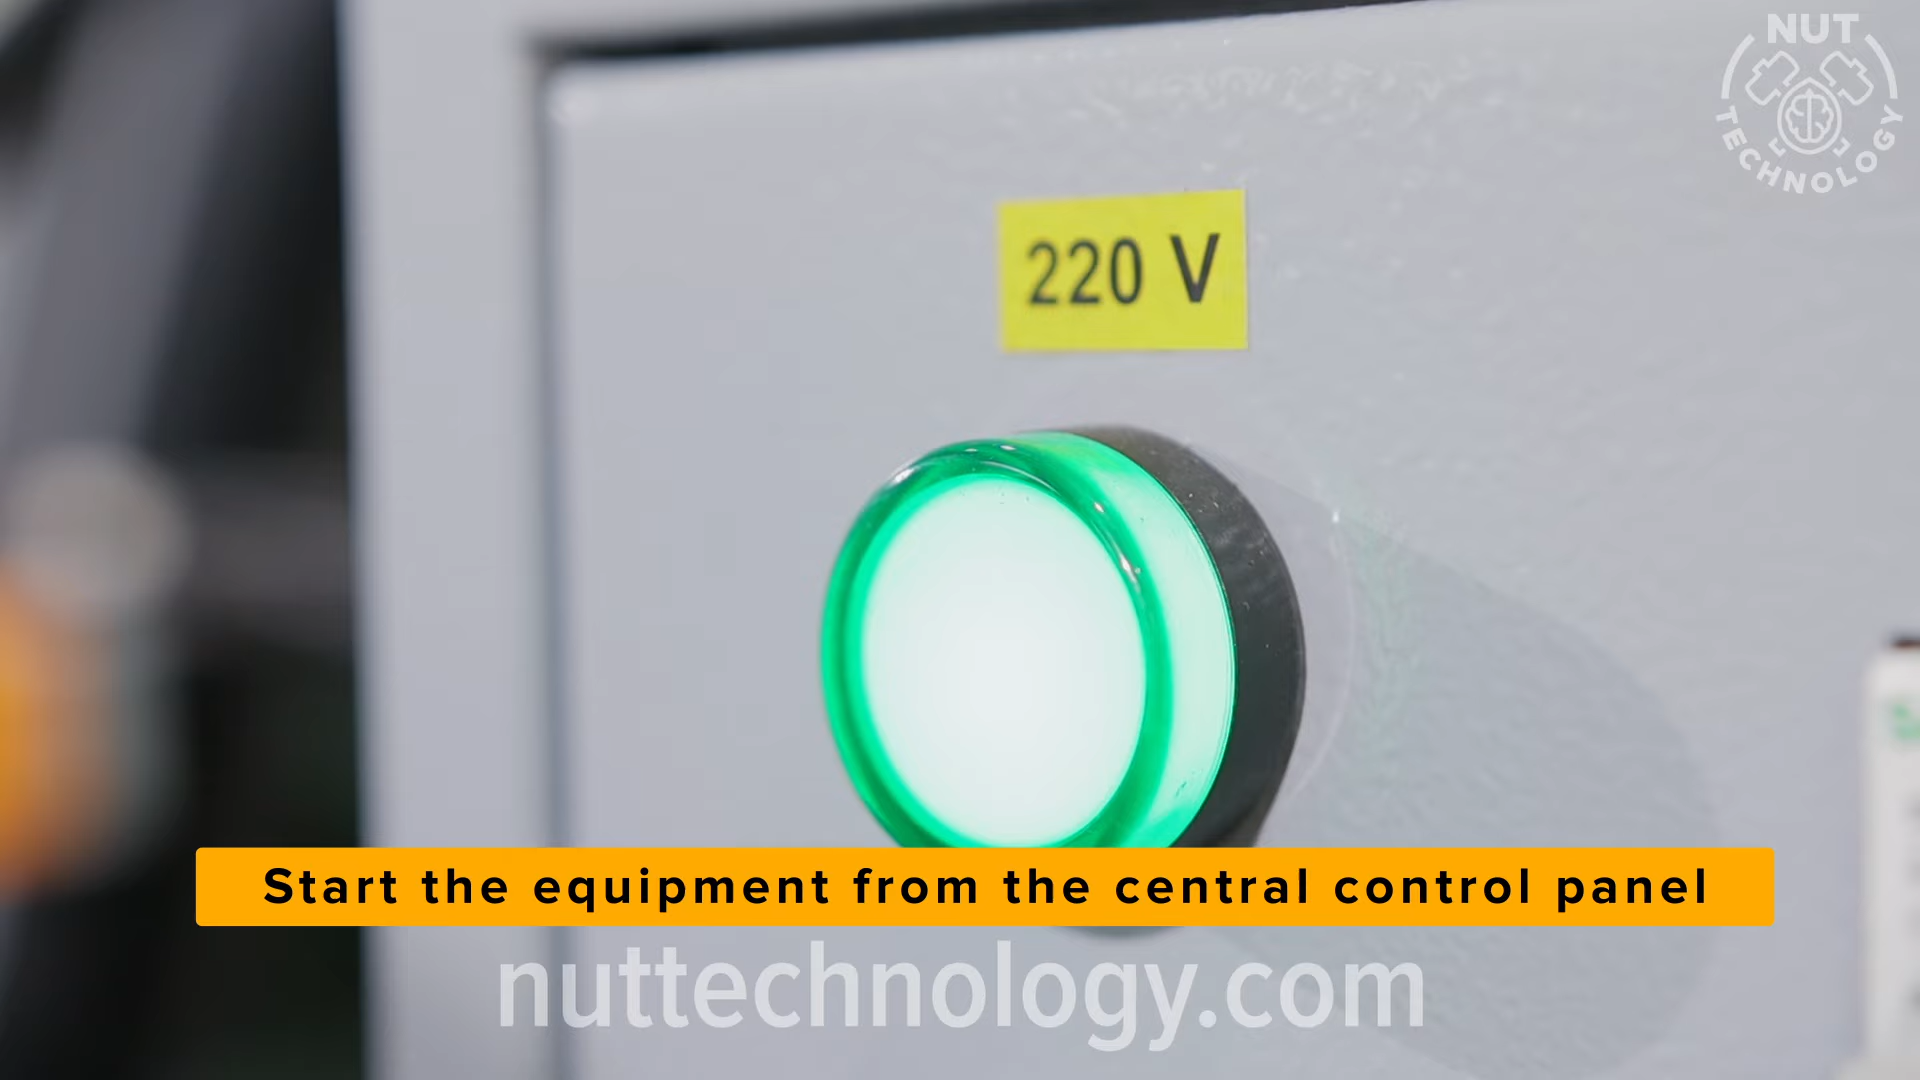 NUT
TECHNOLOGY
220 V
Start the equipment from the central control panel
nuttechnology.com